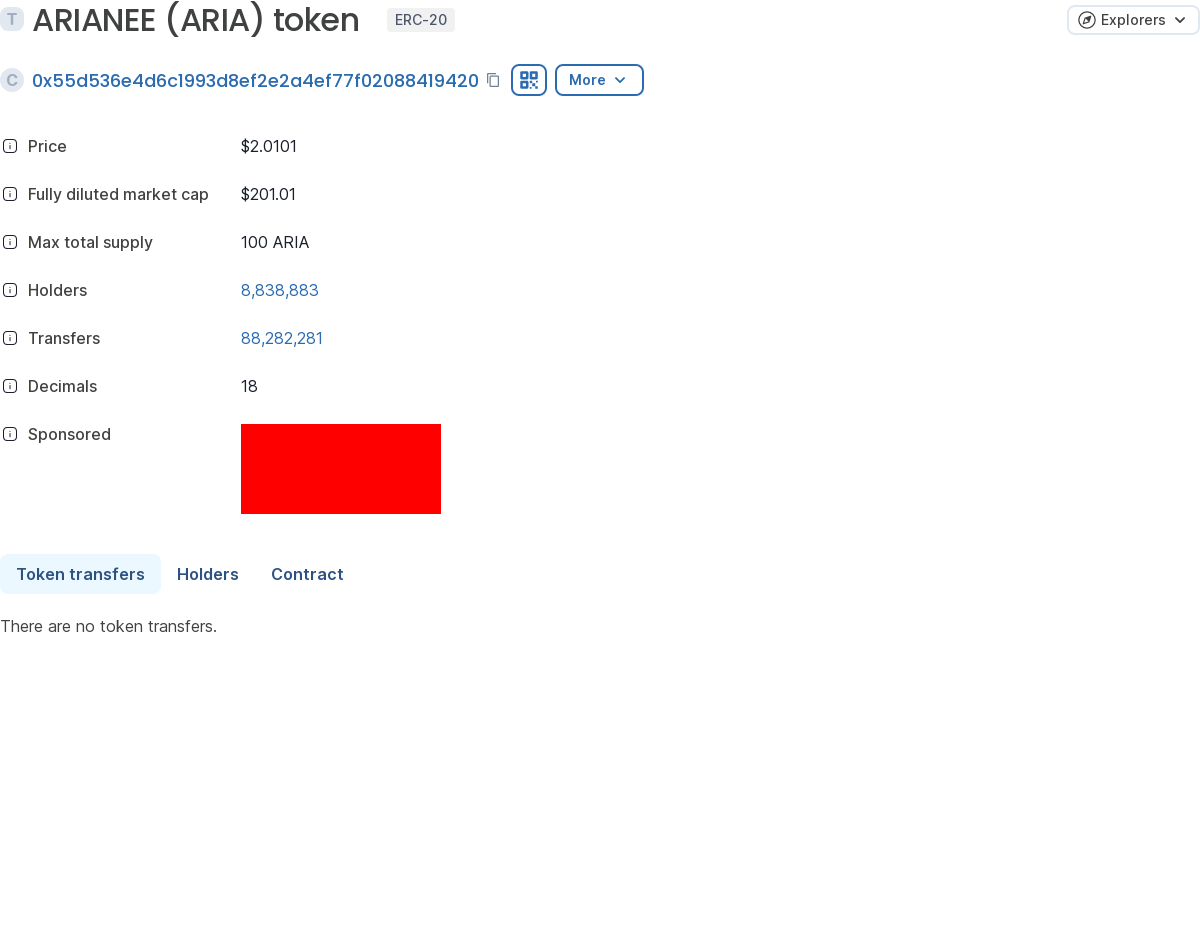 T ARIANEE (ARIA) token ERC-20 Explorers
C 0x55d536e4d6c1993d8ef2e2a4ef77f02088419420 More
Price $2.0101
Fully diluted market cap $201.01
Max total supply 100 ARIA
Holders 8,838,883
Transfers 88,282,281
Decimals 18
Sponsored
Token transfers Holders Contract
There are no token transfers.